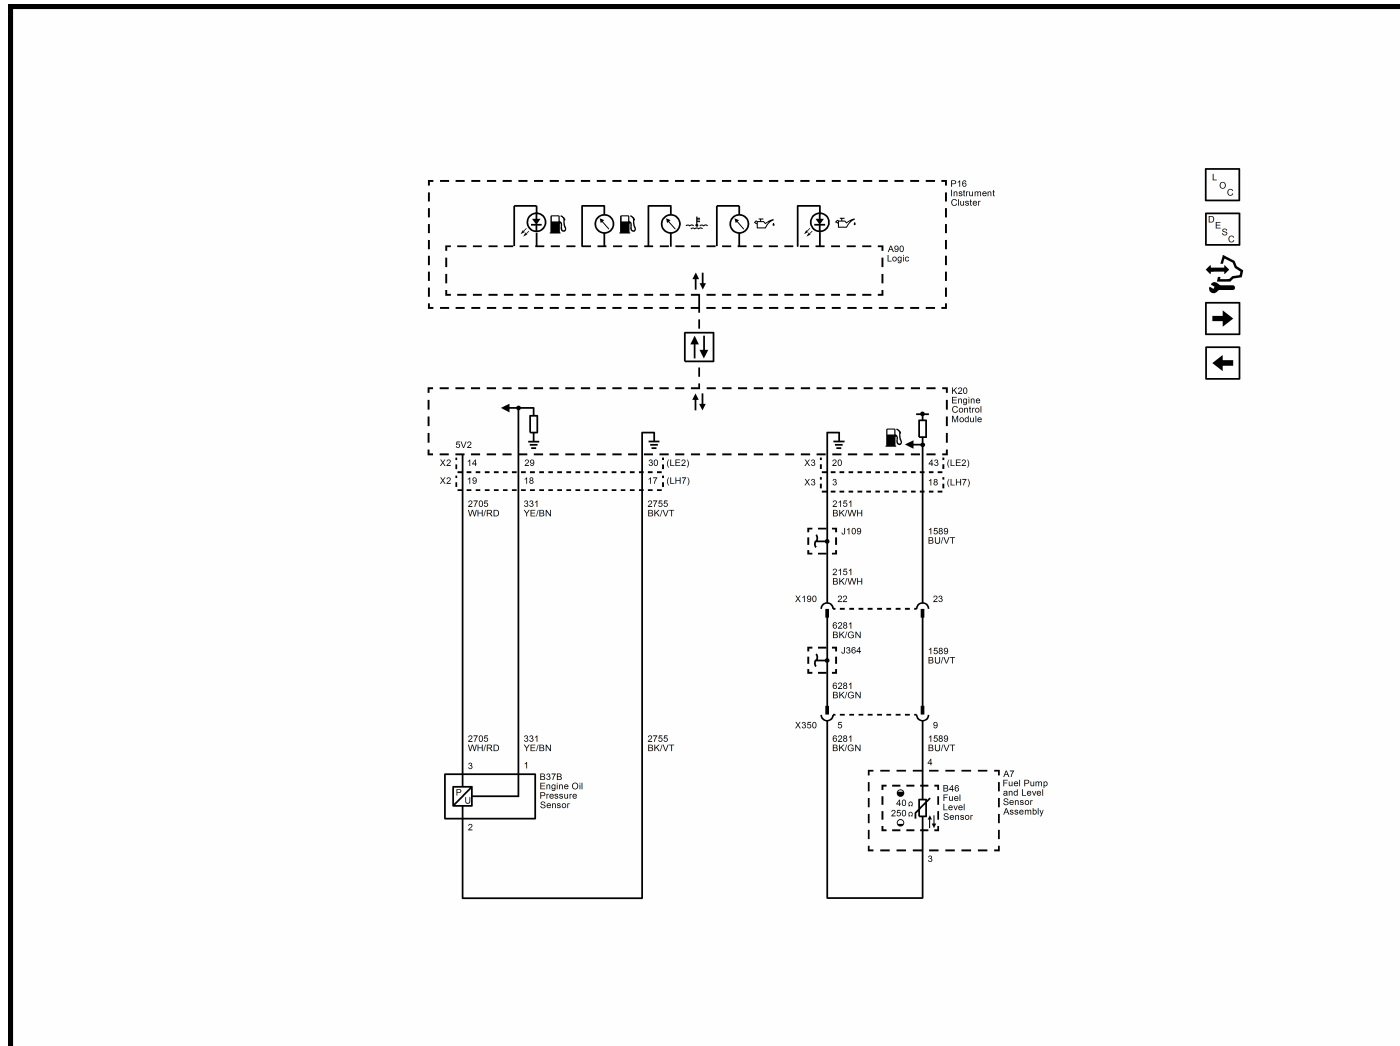 P16
Instrument
Cluster
L
O
C
D
E
S
C
A90
Logic
K20
Engine
Control
Module
5V2
X2 14 29 30 (LE2)
X3 20 43 (LE2)
X2 19 18 17 (LH7)
X3 3 18 (LH7)
2705
WH/RD
331
YE/BN
2755
BK/VT
2151
BK/WH
J109
1589
BU/VT
2151
BK/WH
X190 22 23
6281
BK/GN
J364
1589
BU/VT
6281
BK/GN
X350 5 9
2705
WH/RD
331
YE/BN
2755
BK/VT
6281
BK/GN
1589
BU/VT
3 1
4
B37B
Engine Oil
Pressure
Sensor
P
U
2
A7
Fuel Pump
and Level
Sensor
Assembly
B46
Fuel
Level
Sensor
40 Ω
250 Ω
3